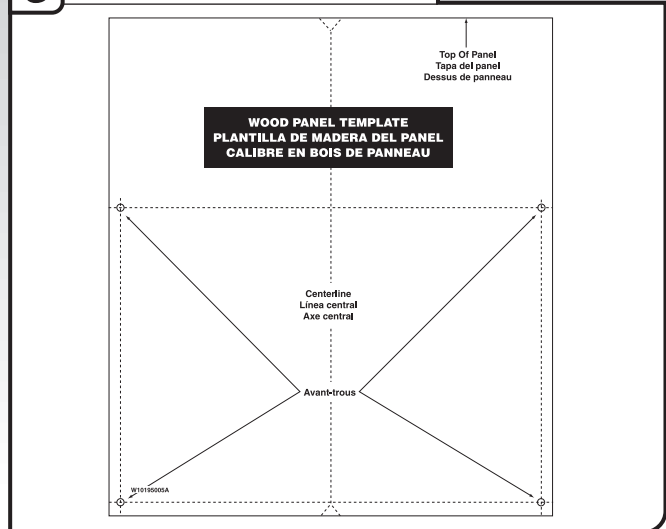 Top Of Panel
Tapa del panel
Dessus de panneau
WOOD PANEL TEMPLATE
PLANTILLA DE MADERA DEL PANEL
CALIBRE EN BOIS DE PANNEAU
Centerline
Línea central
Axe central
Avant-trous
W10195005A